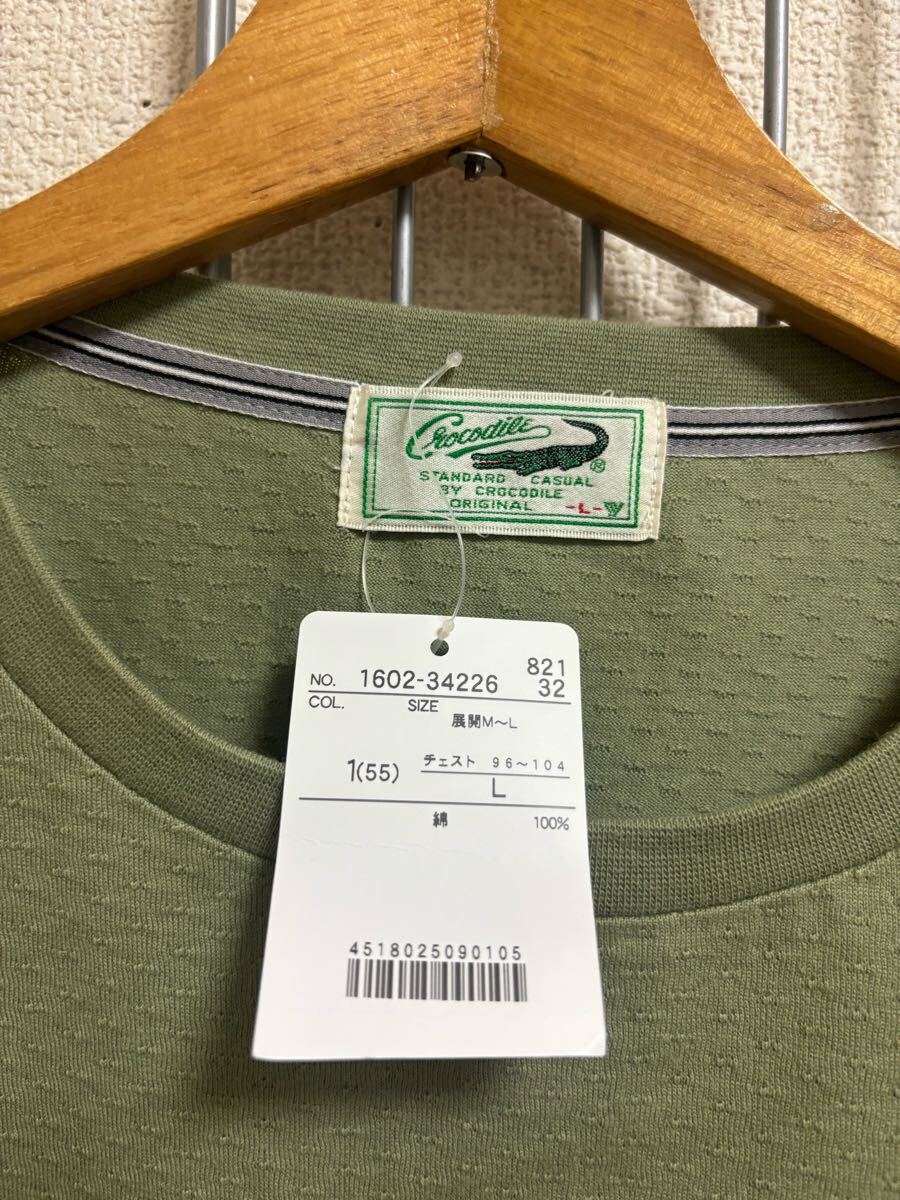 Crocodile
®
STANDARD CASUAL
BY CROCODILE
ORIGINAL -L-
NO. 1602-34226 821
32
COL. SIZE
展開M〜L
1(55) チェスト 96〜104
L
綿 100%
4518025090105